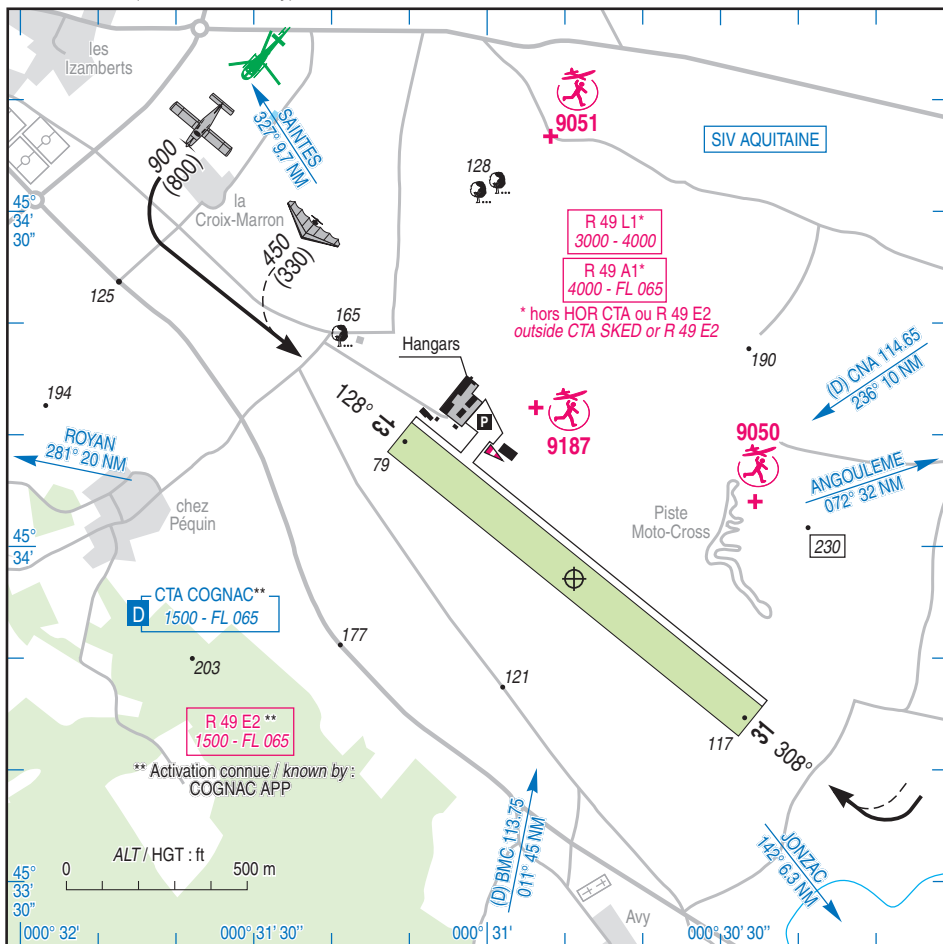 les
Izamberts
SAINTES
327° 9.7 NM
9051
SIV AQUITAINE
900
(800)
128
45°
34'
30"
la
Croix-Marron
450
(330)
R 49 L1*
3000 - 4000
R 49 A1*
4000 - FL 065
* hors HOR CTA ou R 49 E2
outside CTA SKED or R 49 E2
125
165
Hangars
190
(D) CNA 114.65
236° 10 NM
194
128°
13
P
9187
9050
ROYAN
281° 20 NM
79
ANGOULEME
072° 32 NM
chez
Péquin
Piste
Moto-Cross
45°
34'
230
D
CTA COGNAC**
1500 - FL 065
177
203
121
R 49 E2 **
1500 - FL 065
117
31
308°
** Activation connue / known by :
COGNAC APP
(D) BMC 113.75
011° 45 NM
JONZAC
142° 6.3 NM
ALT / HGT : ft
0
500 m
45°
33'
30"
Avy
000° 32'
000° 31' 30"
000° 31'
000° 30' 30"